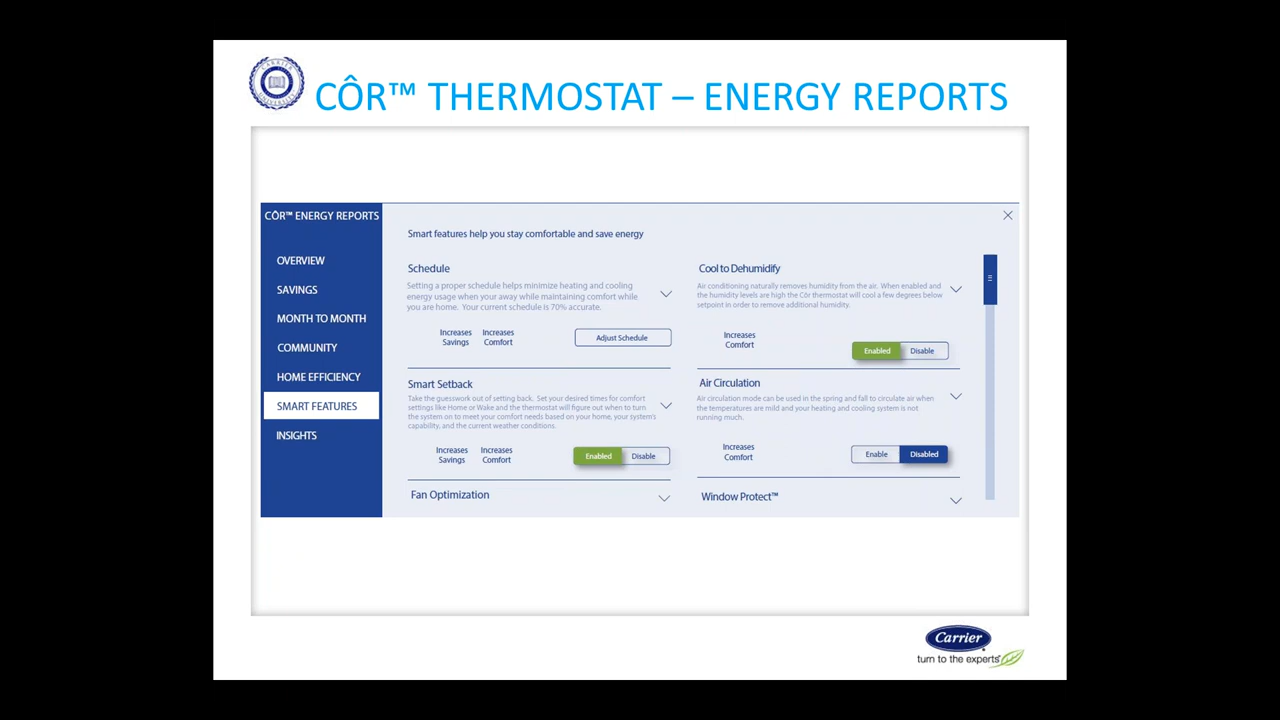 CÔR™ THERMOSTAT – ENERGY REPORTS
CÔR™ ENERGY REPORTS
OVERVIEW
SAVINGS
MONTH TO MONTH
COMMUNITY
HOME EFFICIENCY
SMART FEATURES
INSIGHTS
Smart features help you stay comfortable and save energy
Schedule
Setting a proper schedule helps minimize heating and cooling
energy usage when your away while maintaining comfort while
you are home. Your current schedule is 70% accurate.
Increases Increases
Savings Comfort
Adjust Schedule
Smart Setback
Take the guesswork out of setting back. Set your desired times for comfort
settings like Home or Wake and the thermostat will figure out when to turn
the system on to meet your comfort needs based on your home, your system's
capability, and the current weather conditions.
Increases Increases
Savings Comfort
Enabled Disable
Fan Optimization
Cool to Dehumidify
Air conditioning naturally removes humidity from the air. When enabled and
the humidity levels are high the Côr thermostat will cool a few degrees below
setpoint in order to remove additional humidity.
Increases
Comfort
Enabled Disable
Air Circulation
Air circulation mode can be used in the spring and fall to circulate air when
the temperatures are mild and your heating and cooling system is not
running much.
Increases
Comfort
Enable Disabled
Window Protect™
Carrier
turn to the experts